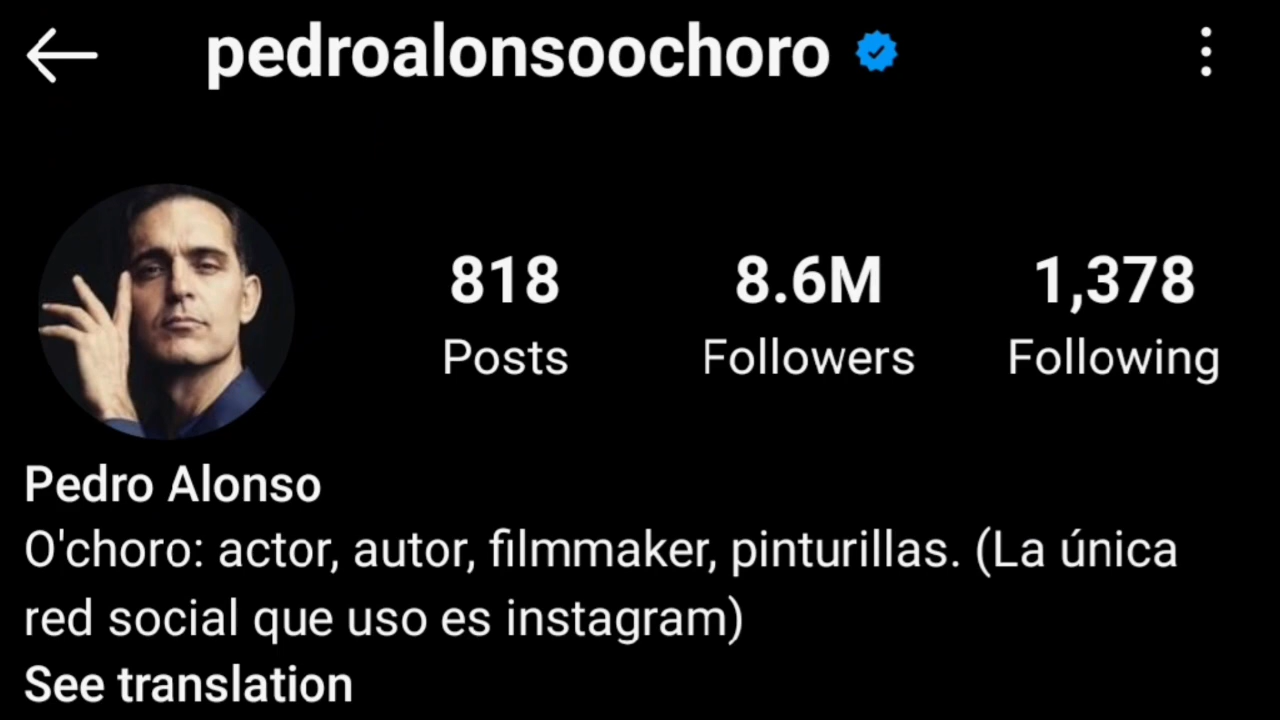 pedroalonsoochoro
818 8.6M 1,378
Posts Followers Following
Pedro Alonso
O'choro: actor, autor, filmmaker, pinturillas. (La única
red social que uso es instagram)
See translation